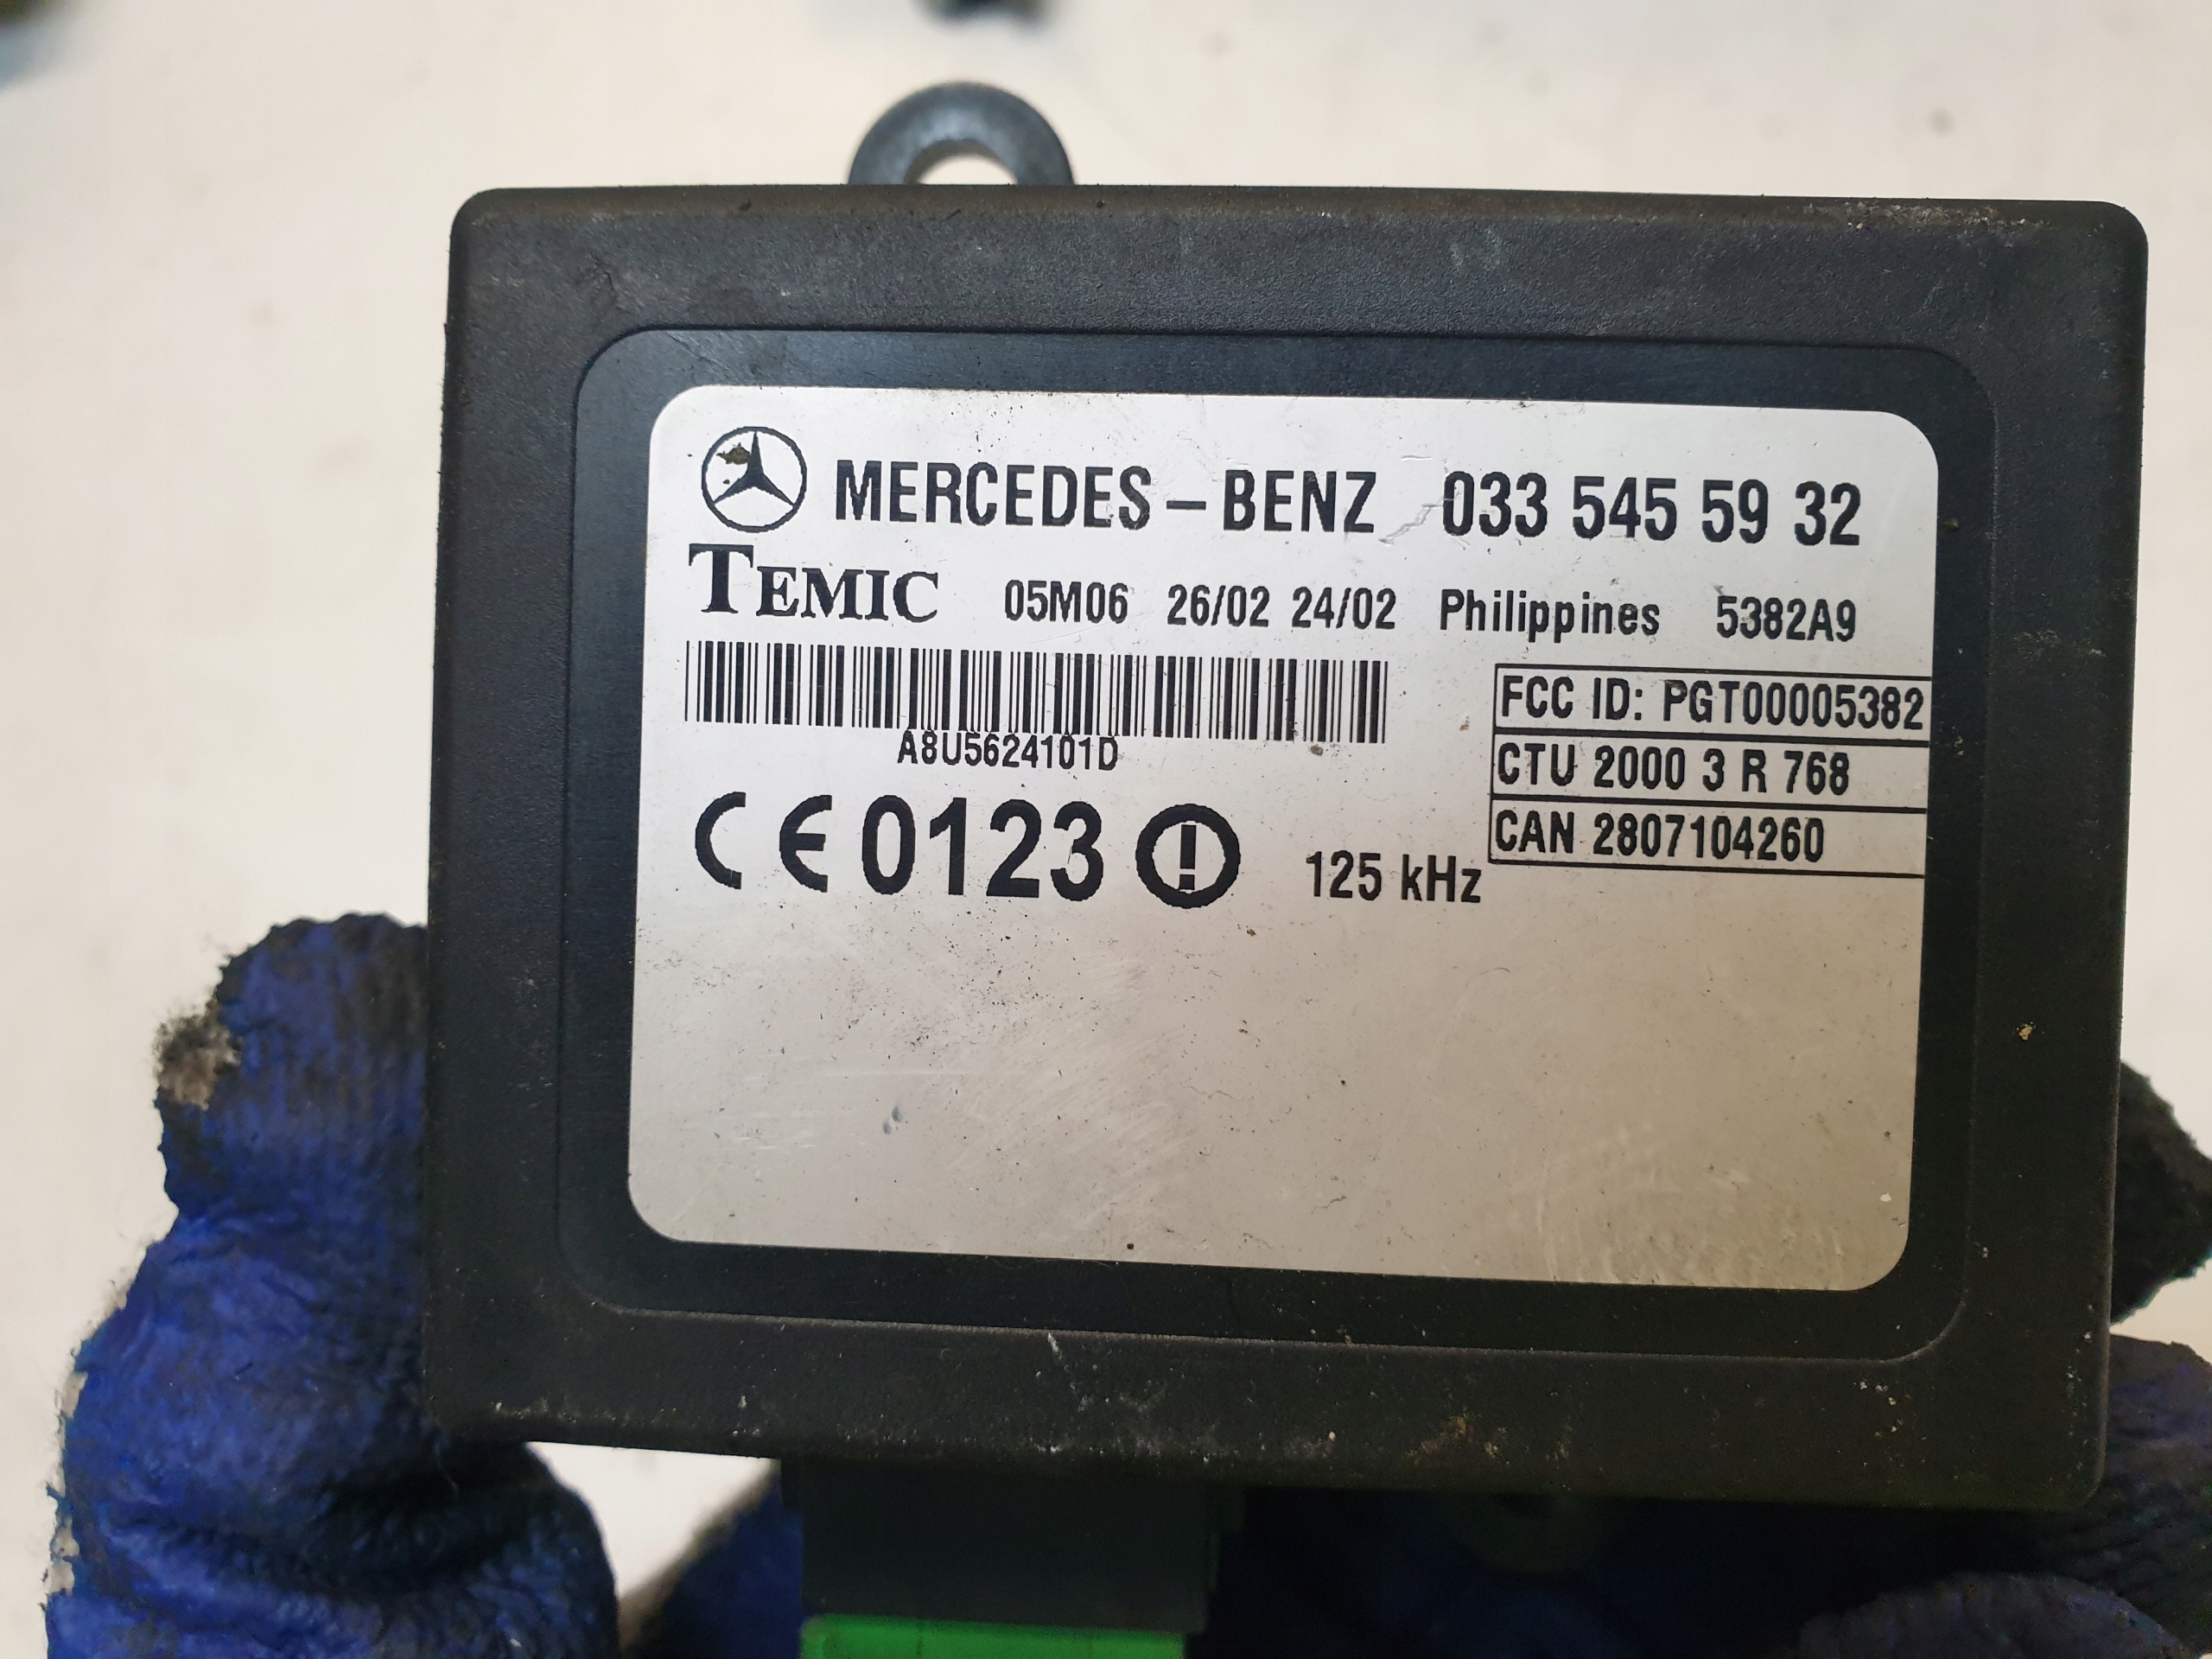 MERCEDES-BENZ 033 545 59 32
TEMIC 05M06 26/02 24/02 Philippines 5382A9
A8U5624101D
FCC ID: PGT00005382
CTU 2000 3 R 768
CAN 2807104260
CE 0123 125 kHz